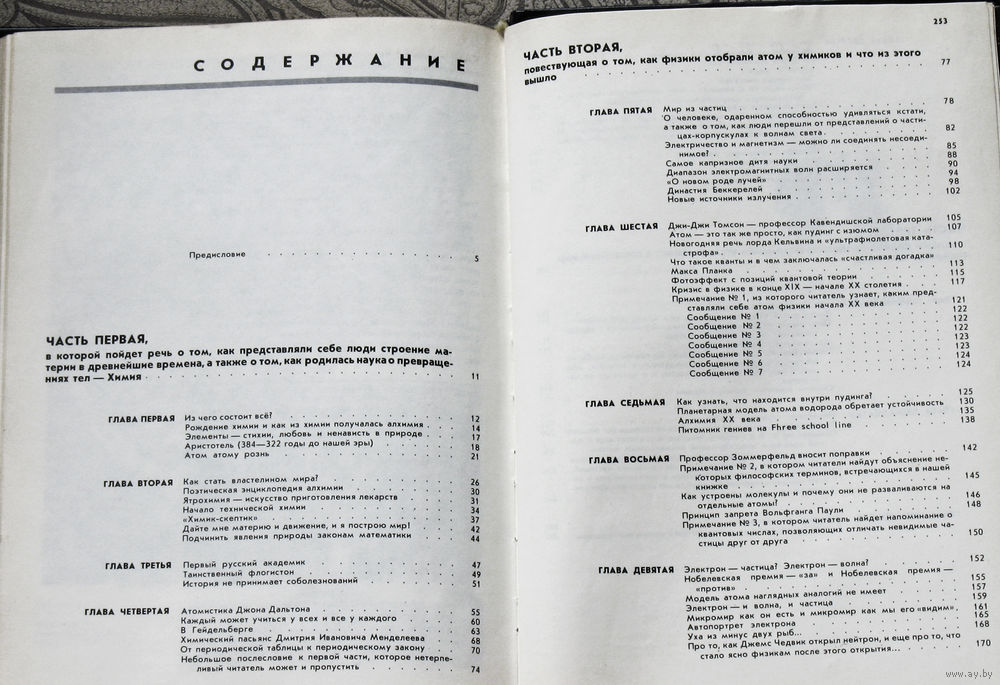 СОДЕРЖАНИЕ
Предисловие 5
ЧАСТЬ ПЕРВАЯ,
в которой пойдет речь о том, как представляли себе люди строение ма-
терии в древнейшие времена, а также о том, как родилась наука о превраще-
ниях тел — Химия 11
ГЛАВА ПЕРВАЯ Из чего состоит всё? 12
Рождение химии и как из химии получалась алхимия 14
Элементы — стихии, любовь и ненависть в природе 17
Аристотель (384—322 годы до нашей эры) 18
Атом атому рознь 21
ГЛАВА ВТОРАЯ Как стать властелином мира? 26
Поэтическая энциклопедия алхимии 30
Ятрохимия — искусство приготовления лекарств 31
Начало технической химии 34
«Химик-скептик» 37
Дайте мне материю и движение, и я построю мир! 42
Подчинить явления природы законам математики 44
ГЛАВА ТРЕТЬЯ Первый русский академик 47
Таинственный флогистон 49
История не принимает соболезнований 51
ГЛАВА ЧЕТВЕРТАЯ Атомистика Джона Дальтона 55
Каждый может учиться у всех и все у каждого 60
В Гейдельберге 63
Химический пасьянс Дмитрия Ивановича Менделеева 68
От периодической таблицы к периодическому закону 70
Небольшое послесловие к первой части, которое нетерпе-
ливый читатель может и пропустить 74
253
ЧАСТЬ ВТОРАЯ,
повествующая о том, как физики отобрали атом у химиков и что из этого
вышло 77
ГЛАВА ПЯТАЯ Мир из частиц 78
О человеке, одаренном способностью удивляться кстати,
а также о том, как люди перешли от представлений о части-
цах-корпускулах к волнам света 82
Электричество и магнетизм — можно ли соединять несоеди-
нимое? 85
Самое капризное дитя науки 88
Диапазон электромагнитных волн расширяется 90
«О новом роде лучей» 94
Династия Беккерелей 98
Новые источники излучения 102
ГЛАВА ШЕСТАЯ Джи-Джи Томсон — профессор Кавендишской лаборатории 105
Атом — это так же просто, как пудинг с изюмом 107
Новогодняя речь лорда Кельвина и «ультрафиолетовая ката-
строфа» 110
Что такое кванты и в чем заключалась «счастливая догадка»
Макса Планка 113
Фотоэффект с позиций квантовой теории 115
Кризис в физике в конце XIX — начале XX столетия 117
Примечание № 1, из которого читатель узнает, каким пред-
ставляли себе атом физики начала XX века 121
Сообщение № 1 122
Сообщение № 2 122
Сообщение № 3 122
Сообщение № 4 123
Сообщение № 5 123
Сообщение № 6 124
Сообщение № 7 124
ГЛАВА СЕДЬМАЯ Как узнать, что находится внутри пудинга? 125
Планетарная модель атома водорода обретает устойчивость 130
Алхимия XX века 135
Питомник гениев на Fhree school line 138
ГЛАВА ВОСЬМАЯ Профессор Зоммерфельд вносит поправки 142
Примечание № 2, в котором читатели найдут объяснение не-
которых философских терминов, встречающихся в нашей
книжке 145
Как устроены молекулы и почему они не разваливаются на
отдельные атомы? 146
Принцип запрета Вольфганга Паули 148
Примечание № 3, в котором читатель найдет напоминание о
квантовых числах, позволяющих отличать невидимые ча-
стицы друг от друга 150
ГЛАВА ДЕВЯТАЯ Электрон — частица? Электрон — волна? 152
Нобелевская премия — «за» и Нобелевская премия —
«против» 155
Модель атома наглядных аналогий не имеет 157
Электрон — и волна, и частица 159
Микромир как он есть и микромир как мы его «видим» 161
Автопортрет электрона 165
Уха из минус двух рыб... 168
Про то, как Джемс Чедвик открыл нейтрон, и еще про то, что
стало ясно физикам после этого открытия... 170
www.ay.by